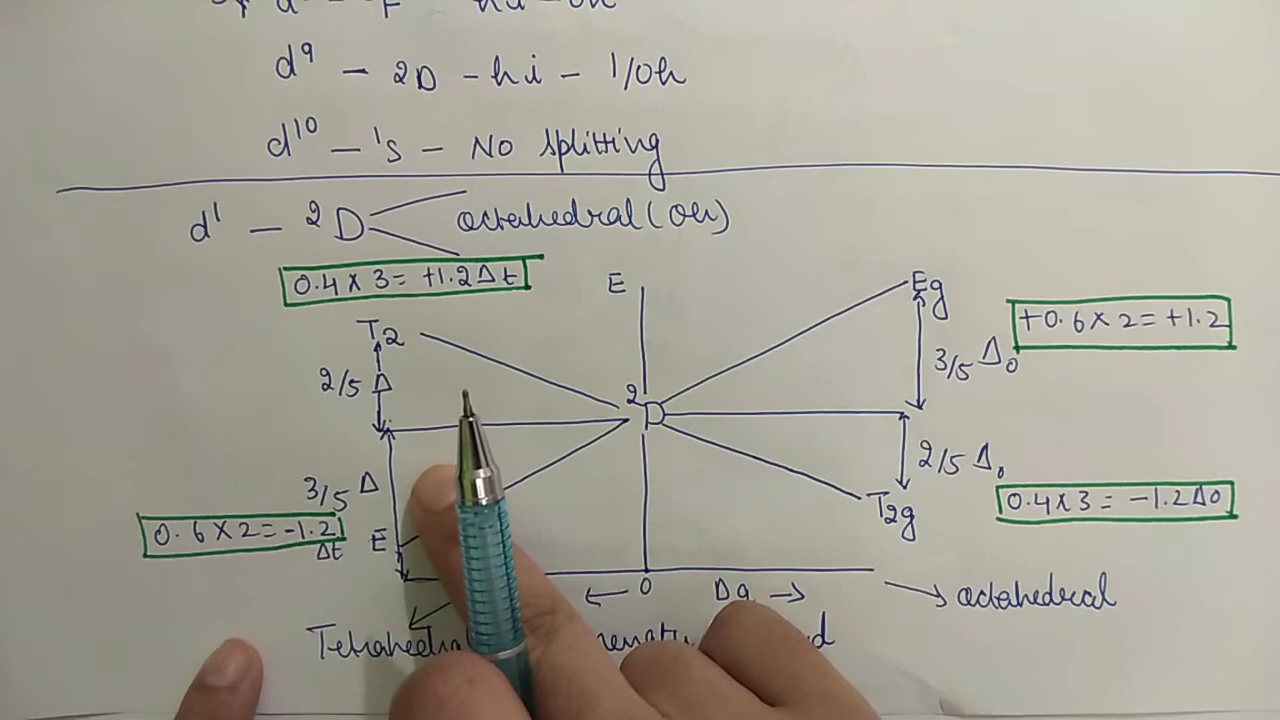 d⁹ – 2D – hi – 1/Oh
d¹⁰ – ¹S – No splitting
d¹ – ²D
octahedral (Oh)
0.4 × 3 = +1.2 Δt
E
Eg
+0.6 × 2 = +1.2
T2
3/5 Δ₀
2/5 Δ
²D
2/5 Δ₀
3/5 Δ
0.4 × 3 = –1.2 Δ0
T2g
0.6 × 2 = –1.2
Δt
E
← 0 Dq →
octahedral